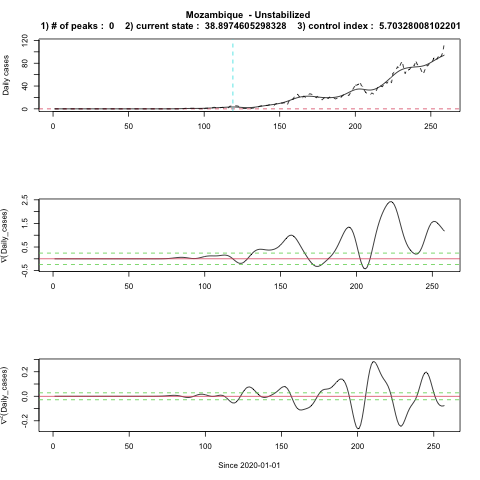 Mozambique - Unstabilized
1) # of peaks : 0 2) current state : 38.8974605298328 3) control index : 5.70328008102201
Daily cases
0 40 80 120
0 50 100 150 200 250
∇(Daily_cases)
-0.5 0.5 1.5 2.5
0 50 100 150 200 250
∇²(Daily_cases)
-0.2 0.0 0.2
0 50 100 150 200 250
Since 2020-01-01